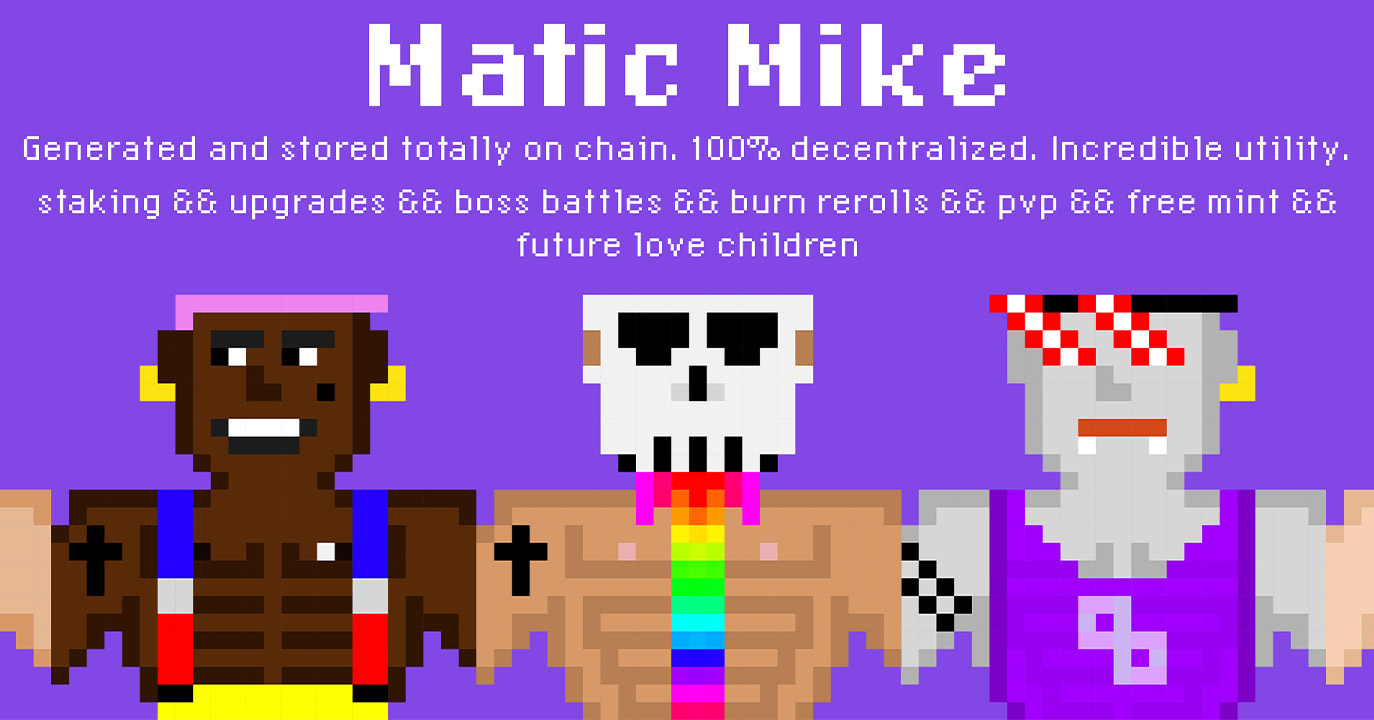 Matic Mike
Generated and stored totally on chain. 100% decentralized. Incredible utility.
staking && upgrades && boss battles && burn rerolls && pvp && free mint &&
future love children